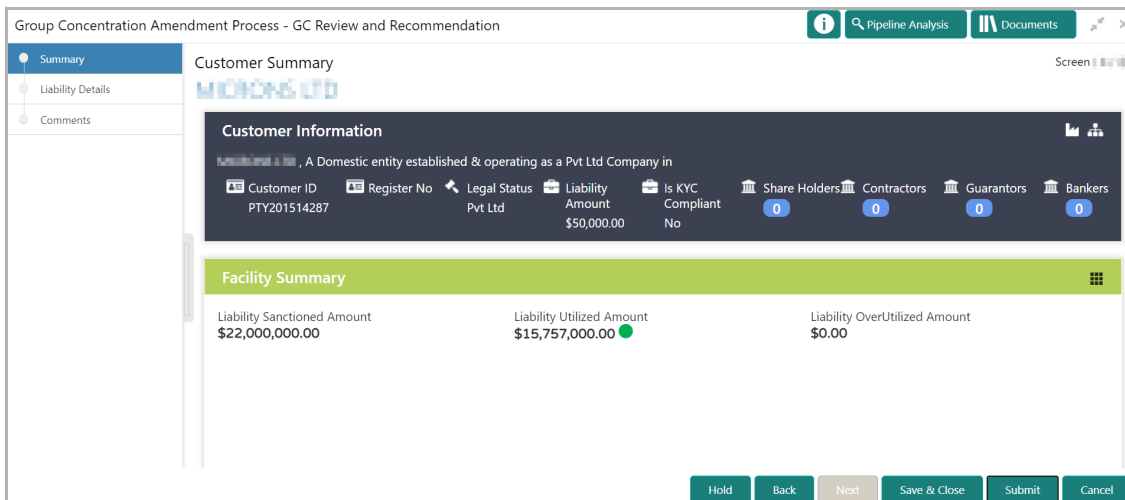 Group Concentration Amendment Process - GC Review and Recommendation
Pipeline Analysis
Documents
Summary
Liability Details
Comments
Customer Summary
Screen
Customer Information
, A Domestic entity established & operating as a Pvt Ltd Company in
Customer ID
PTY201514287
Register No
Legal Status
Pvt Ltd
Liability
Amount
$50,000.00
Is KYC
Compliant
No
Share Holders
0
Contractors
0
Guarantors
0
Bankers
0
Facility Summary
Liability Sanctioned Amount
$22,000,000.00
Liability Utilized Amount
$15,757,000.00
Liability OverUtilized Amount
$0.00
Hold
Back
Next
Save & Close
Submit
Cancel